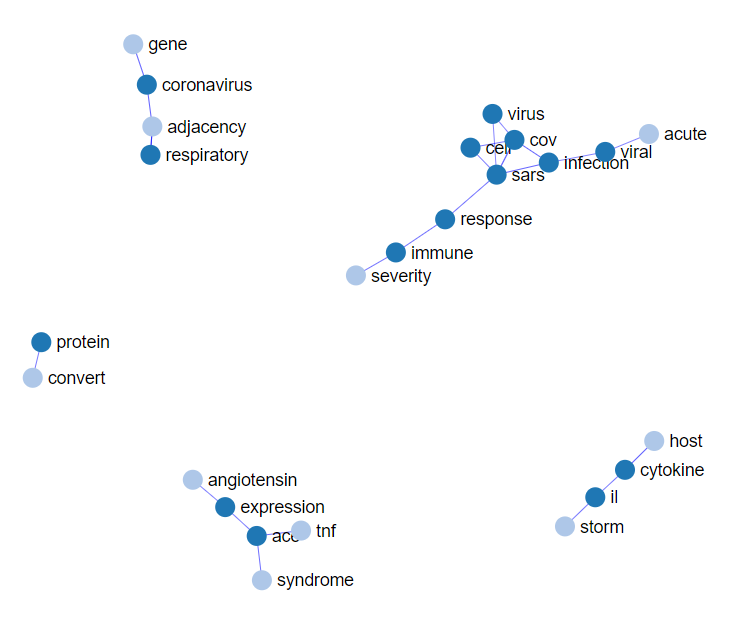 gene
coronavirus
adjacency
respiratory
virus
cov
cell
sars
infection
viral
acute
response
immune
severity
protein
convert
angiotensin
expression
ace
tnf
syndrome
host
cytokine
il
storm